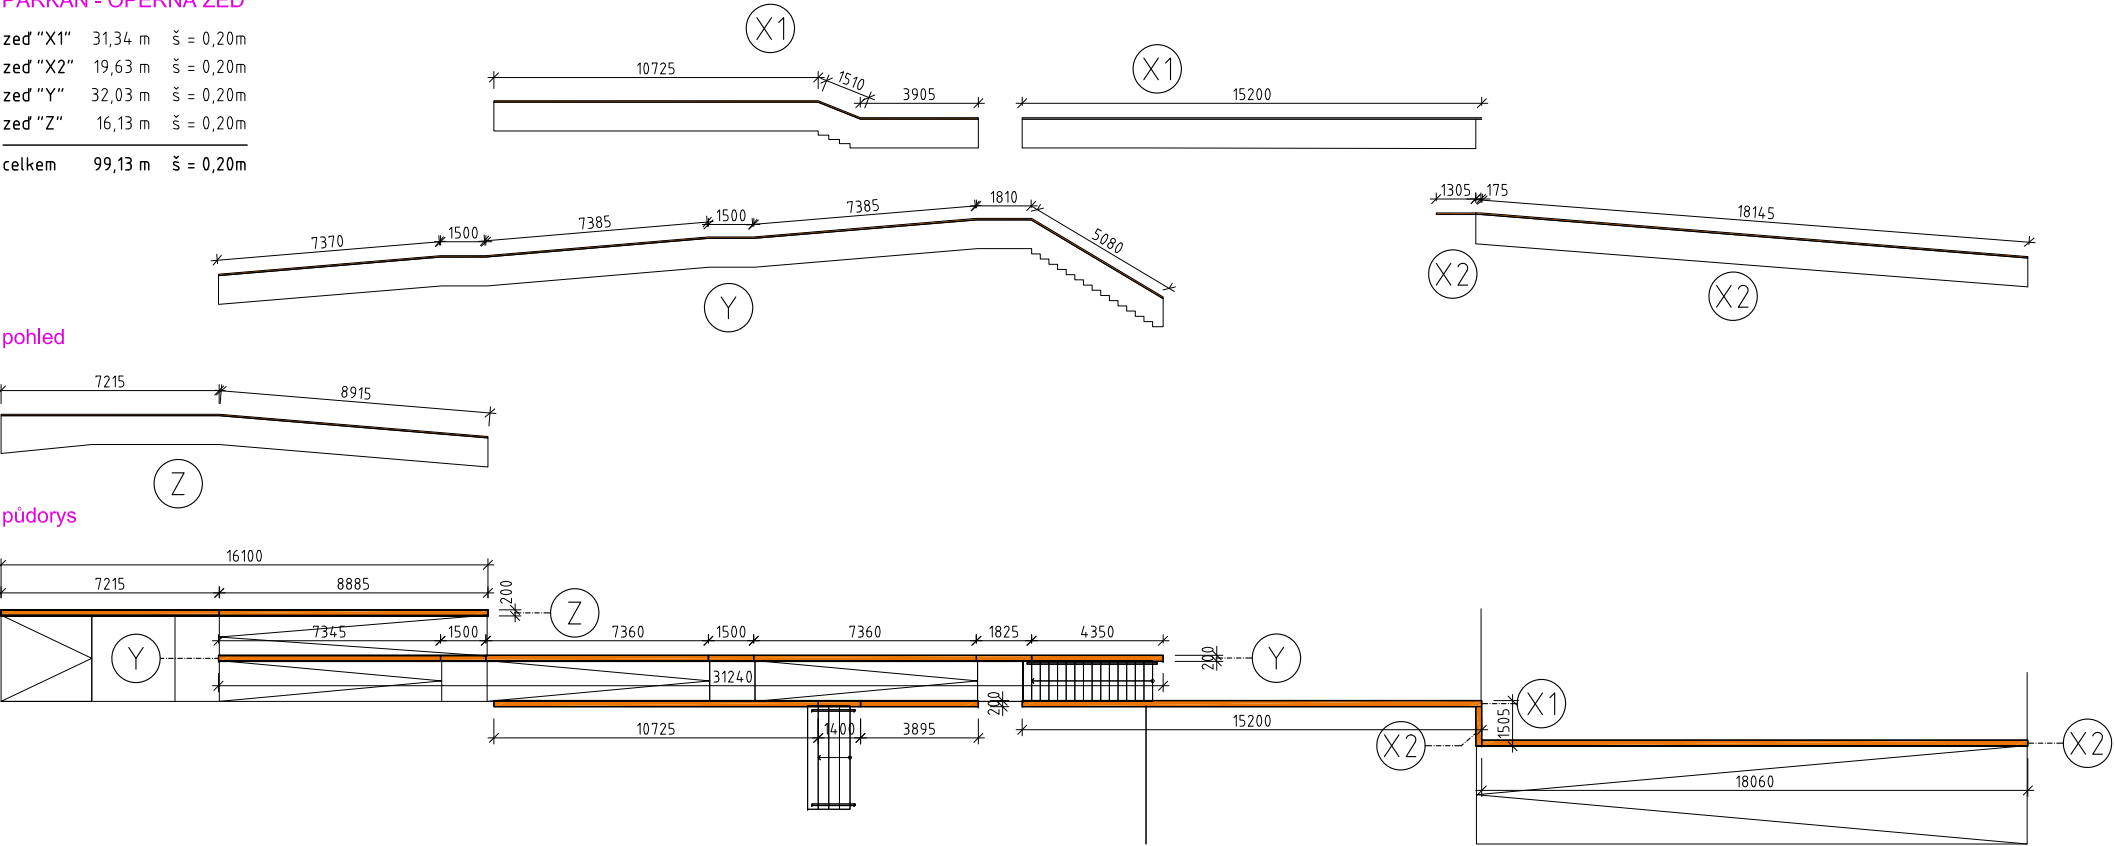 PARKÁN - OPĚRNÁ ZEĎ
zeď "X1" 31,34 m š = 0,20m
zeď "X2" 19,63 m š = 0,20m
zeď "Y" 32,03 m š = 0,20m
zeď "Z" 16,13 m š = 0,20m
celkem 99,13 m š = 0,20m
X1
10725
1510
3905
X1
15200
7370
1500
7385
1500
7385
1810
5080
Y
1305
175
18145
X2
X2
pohled
7215
8915
Z
půdorys
16100
7215
8885
200
Z
Y
7345
1500
7360
1500
7360
1825
4350
200
Y
31240
200
10725
1400
3895
15200
1505
X1
X2
X2
18060